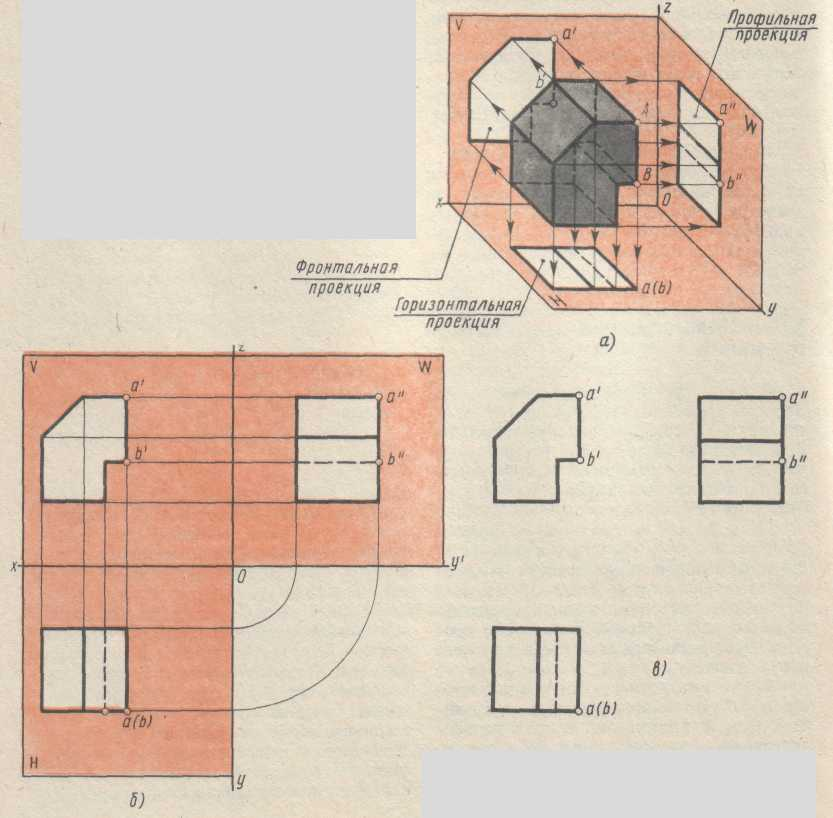 z
V
Профильная
проекция
a'
B'
A
a"
W
B
b"
x
O
Фронтальная
проекция
Горизонтальная
проекция
H
a(b)
y
а)
V
z
W
a'
a"
b'
b"
x
O
y'
a(b)
H
y
б)
a'
a"
b'
b"
a(b)
в)